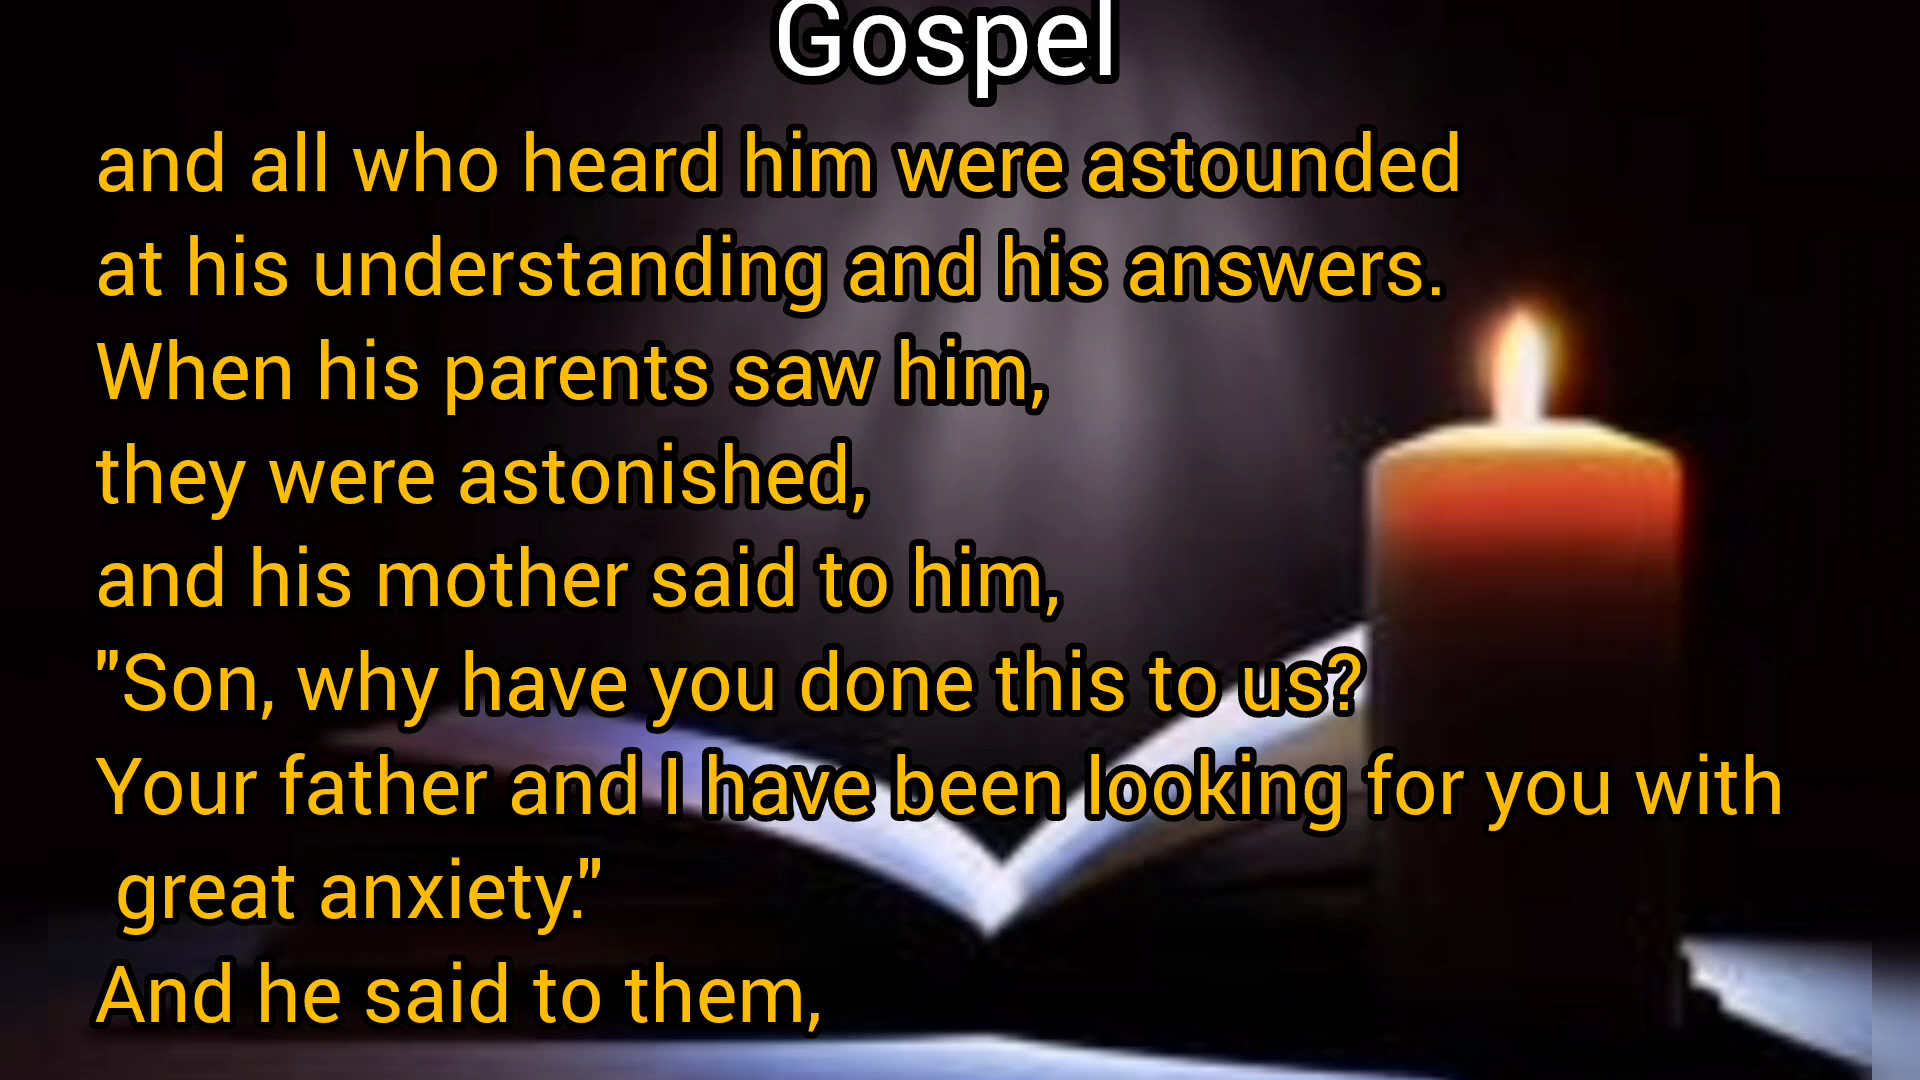 Gospel
and all who heard him were astounded
at his understanding and his answers.
When his parents saw him,
they were astonished,
and his mother said to him,
"Son, why have you done this to us?
Your father and I have been looking for you with
great anxiety."
And he said to them,